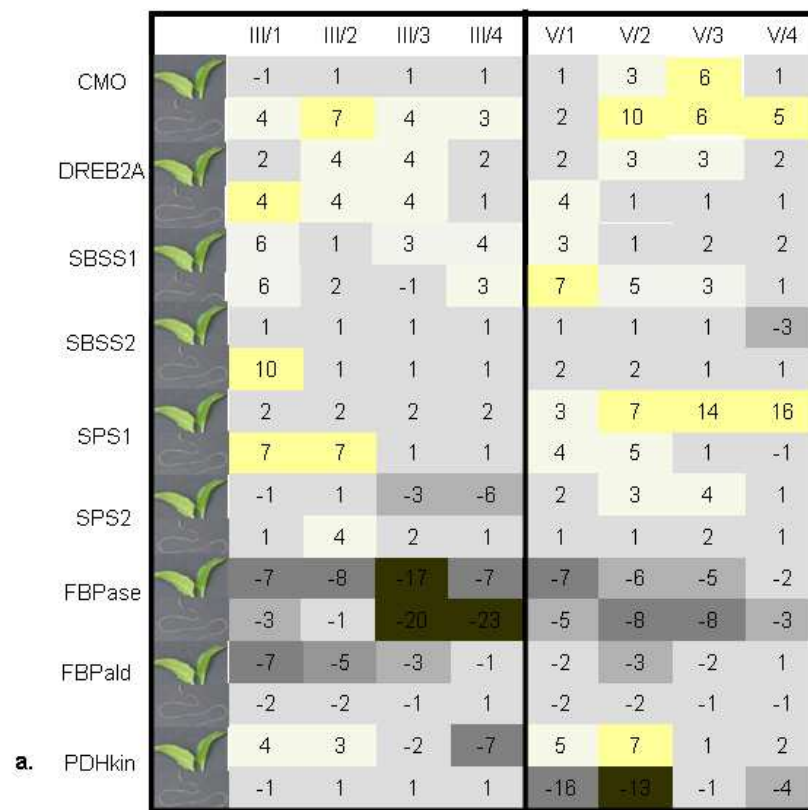 III/1 III/2 III/3 III/4 V/1 V/2 V/3 V/4
CMO
-1 1 1 1 1 3 6 1
4 7 4 3 2 10 6 5
DREB2A
2 4 4 2 2 3 3 2
4 4 4 1 4 1 1 1
SBSS1
6 1 3 4 3 1 2 2
6 2 -1 3 7 5 3 1
SBSS2
1 1 1 1 1 1 1 -3
10 1 1 1 2 2 1 1
SPS1
2 2 2 2 3 7 14 16
7 7 1 1 4 5 1 -1
SPS2
-1 1 -3 -6 2 3 4 1
1 4 2 1 1 1 2 1
FBPase
-7 -8 -17 -7 -7 -6 -5 -2
-3 -1 -20 -23 -5 -8 -8 -3
FBPald
-7 -5 -3 -1 -2 -3 -2 1
-2 -2 -1 1 -2 -2 -1 -1
a. PDHkin
4 3 -2 -7 5 7 1 2
-1 1 1 1 -16 -13 -1 -4